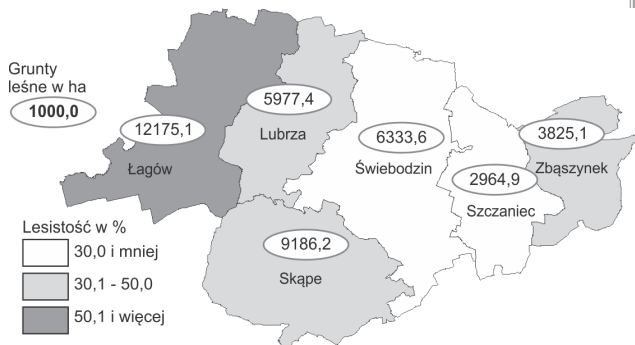 Grunty
leśne w ha
1000,0
12175,1
Łagów
5977,4
Lubrza
6333,6
Świebodzin
3825,1
Zbąszynek
2964,9
Szczaniec
9186,2
Skąpe
Lesistość w %
30,0 i mniej
30,1 - 50,0
50,1 i więcej